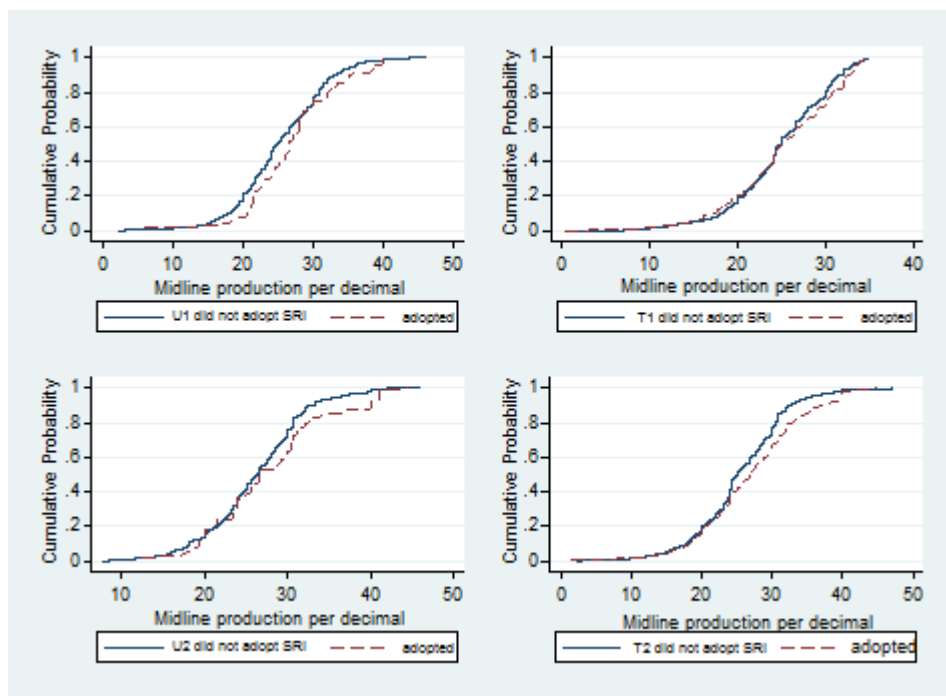 Cumulative Probability
1
.8
.6
.4
.2
0
0 10 20 30 40 50
Midline production per decimal
U1 did not adopt SRI adopted
Cumulative Probability
1
.8
.6
.4
.2
0
0 10 20 30 40
Midline production per decimal
T1 did not adopt SRI adopted
Cumulative Probability
1
.8
.6
.4
.2
0
10 20 30 40 50
Midline production per decimal
U2 did not adopt SRI adopted
Cumulative Probability
1
.8
.6
.4
.2
0
0 10 20 30 40 50
Midline production per decimal
T2 did not adopt SRI adopted